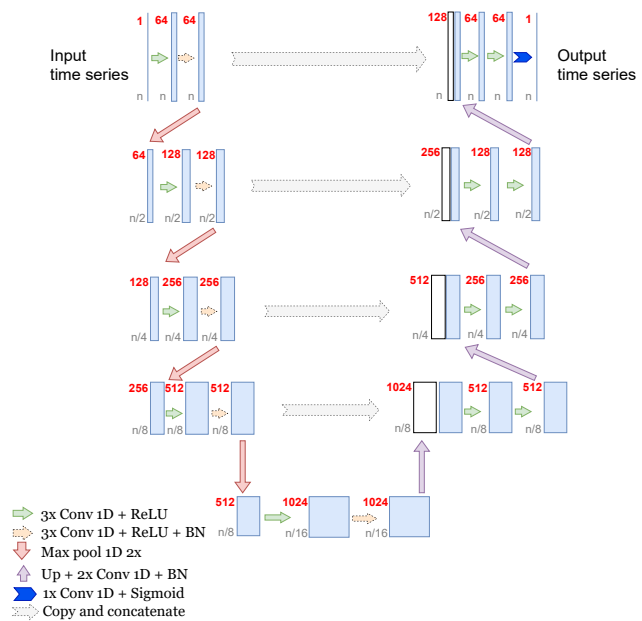 1 64 64 128 64 64 1
Input time series
Output time series
n n n n n n n
64 128 128 256 128 128
n/2 n/2 n/2 n/2 n/2 n/2
128 256 256 512 256 256
n/4 n/4 n/4 n/4 n/4 n/4
256 512 512 1024 512 512
n/8 n/8 n/8 n/8 n/8 n/8
512 1024 1024
n/8 n/16 n/16
3x Conv 1D + ReLU
3x Conv 1D + ReLU + BN
Max pool 1D 2x
Up + 2x Conv 1D + BN
1x Conv 1D + Sigmoid
Copy and concatenate